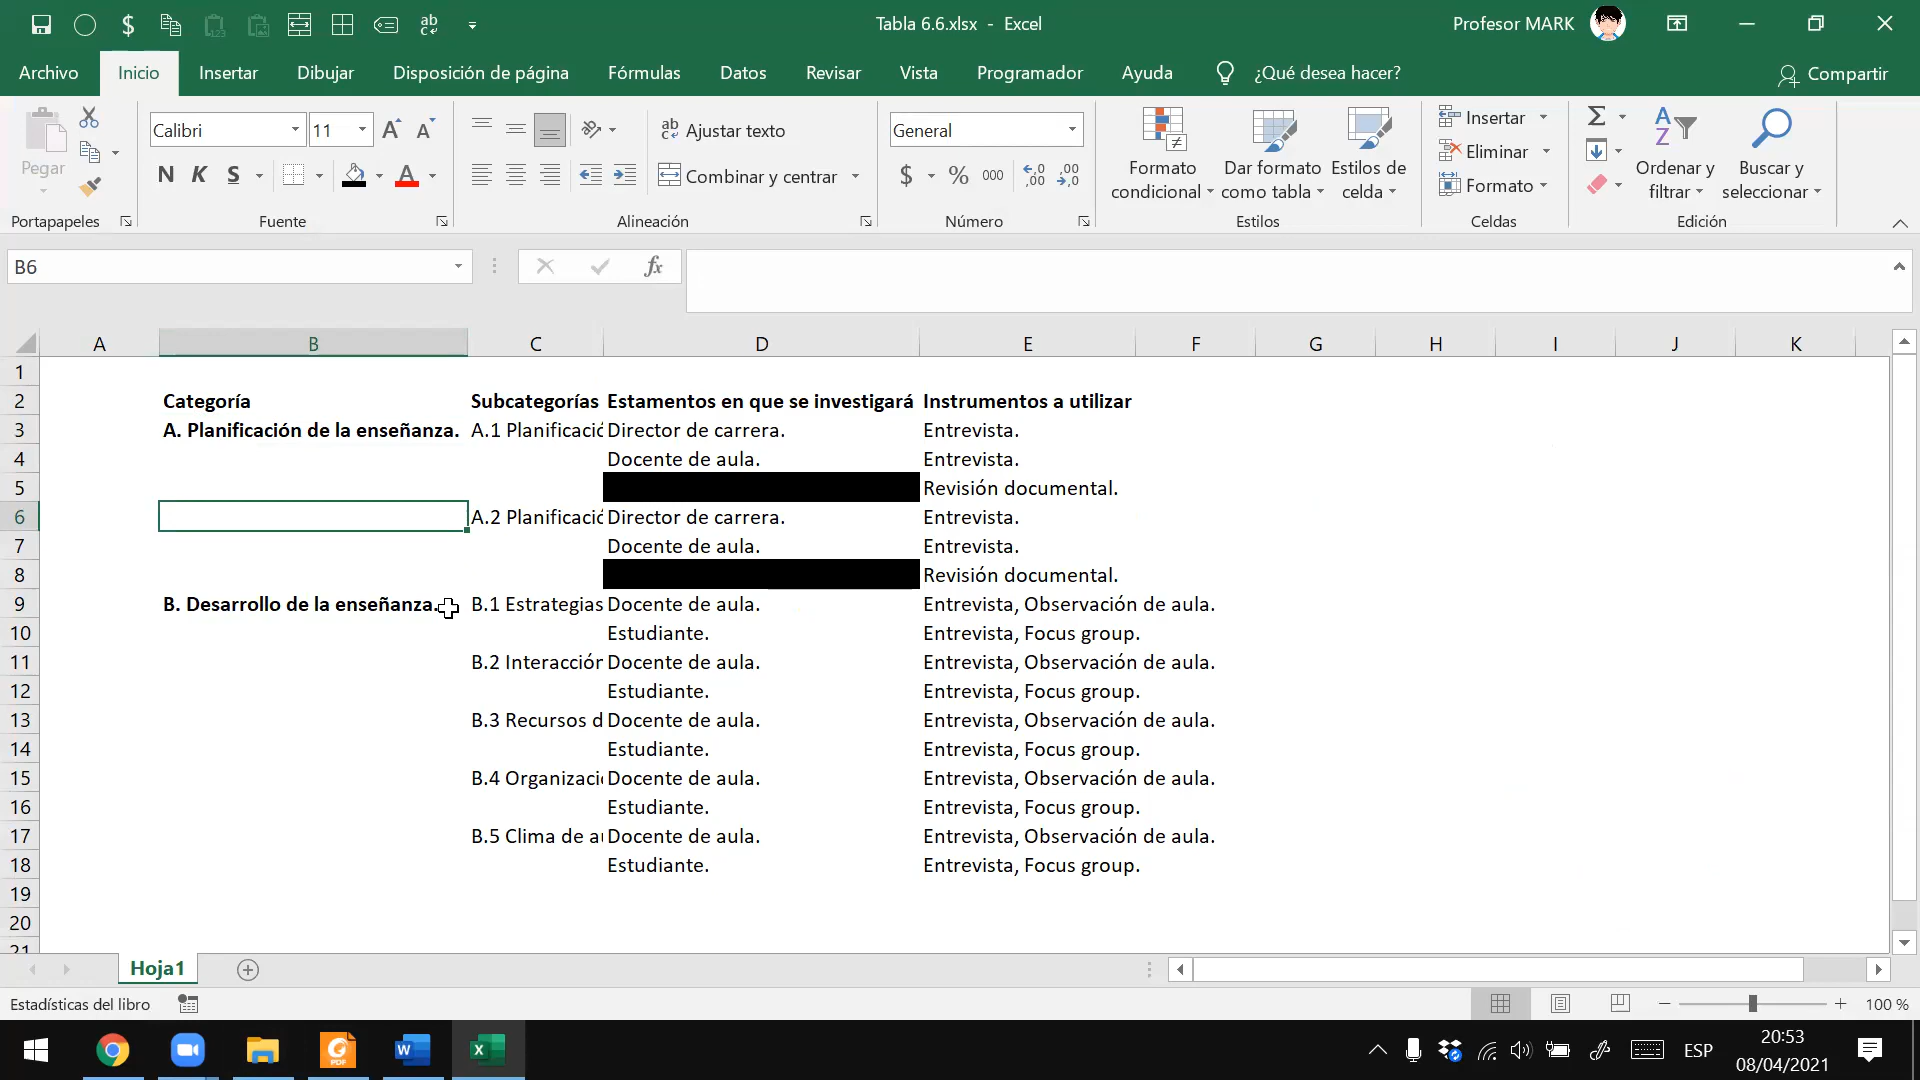 Tabla 6.6.xlsx - Excel
Profesor MARK
Archivo Inicio Insertar Dibujar Disposición de página Fórmulas Datos Revisar Vista Programador Ayuda ¿Qué desea hacer? Compartir
Pegar
Portapapeles
Calibri 11
N K S
Fuente
Ajustar texto
Combinar y centrar
Alineación
General
$ % 000
Número
Formato condicional
Dar formato como tabla
Estilos de celda
Estilos
Insertar
Eliminar
Formato
Celdas
Ordenar y filtrar
Buscar y seleccionar
Edición
B6
fx
A B C D E F G H I J K
1
2 Categoría Subcategorías Estamentos en que se investigará Instrumentos a utilizar
3 A. Planificación de la enseñanza. A.1 Planificació Director de carrera. Entrevista.
4 Docente de aula. Entrevista.
5 Revisión documental.
6 A.2 Planificació Director de carrera. Entrevista.
7 Docente de aula. Entrevista.
8 Revisión documental.
9 B. Desarrollo de la enseñanza. B.1 Estrategias Docente de aula. Entrevista, Observación de aula.
10 Estudiante. Entrevista, Focus group.
11 B.2 Interacción Docente de aula. Entrevista, Observación de aula.
12 Estudiante. Entrevista, Focus group.
13 B.3 Recursos d Docente de aula. Entrevista, Observación de aula.
14 Estudiante. Entrevista, Focus group.
15 B.4 Organizaci Docente de aula. Entrevista, Observación de aula.
16 Estudiante. Entrevista, Focus group.
17 B.5 Clima de a Docente de aula. Entrevista, Observación de aula.
18 Estudiante. Entrevista, Focus group.
19
20
21
Hoja1
Estadísticas del libro
100 %
ESP
20:53
08/04/2021